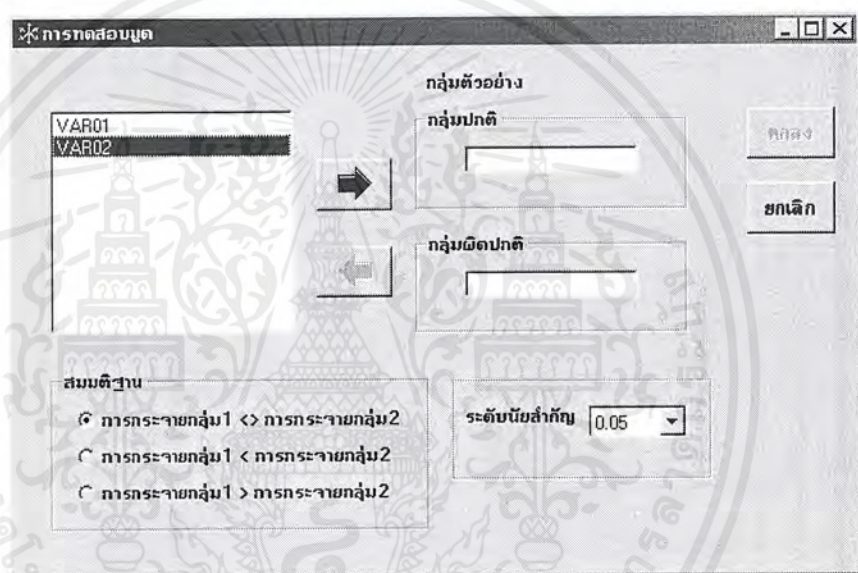 การทดสอบมูด
กลุ่มตัวอย่าง
VAR01
VAR02
กลุ่มปกติ
ตกลง
ยกเลิก
กลุ่มผิดปกติ
สมมติฐาน
การกระจายกลุ่ม1 <> การกระจายกลุ่ม2
การกระจายกลุ่ม1 < การกระจายกลุ่ม2
การกระจายกลุ่ม1 > การกระจายกลุ่ม2
ระดับนัยสำคัญ
0.05